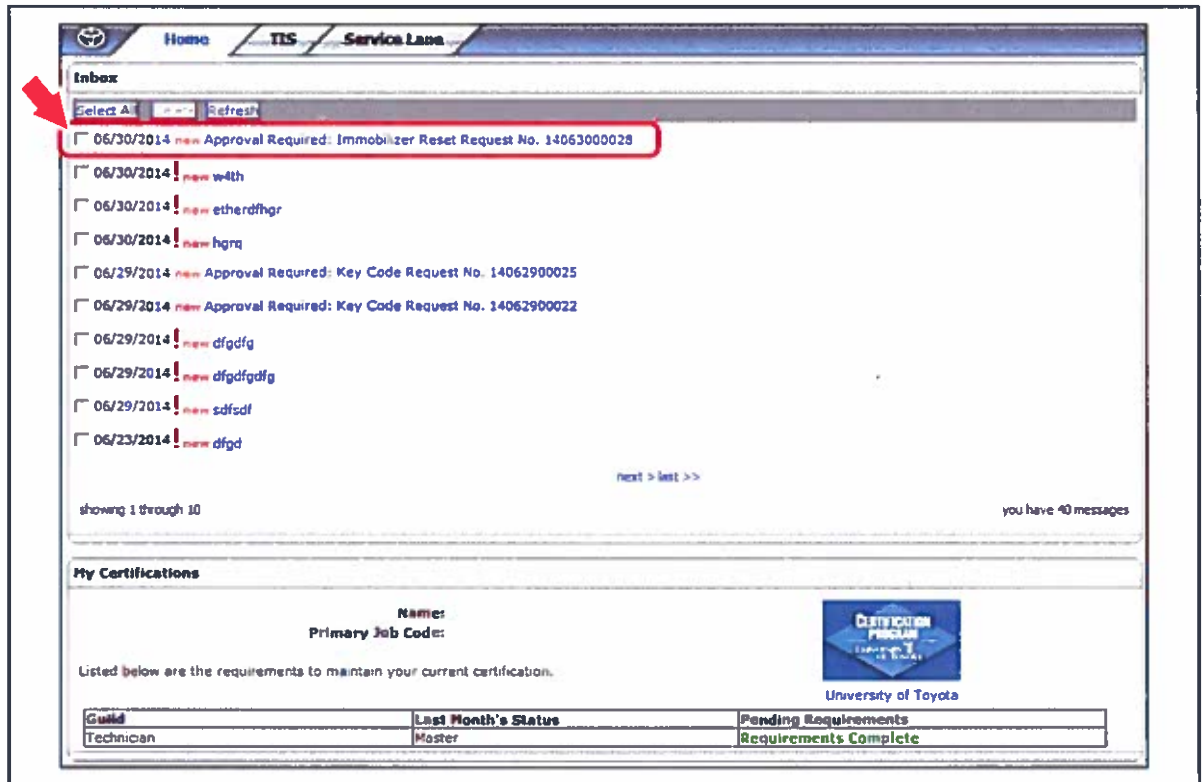 Home TIS Service Lane
Inbox
Select All Refresh
06/30/2014 new Approval Required: Immobilizer Reset Request No. 14063000028
06/30/2014 ! new w4th
06/30/2014 ! new etherdfhgr
06/30/2014 ! new hgrq
06/29/2014 new Approval Required: Key Code Request No. 14062900025
06/29/2014 new Approval Required: Key Code Request No. 14062900022
06/29/2014 ! new dfgdfg
06/29/2014 ! new dfgdfgdfg
06/29/2014 ! new sdfsdf
06/23/2014 ! new dfgd
next > last >>
showing 1 through 10 you have 40 messages
My Certifications
Name:
Primary Job Code:
CERTIFICATION
PROGRAM
Listed below are the requirements to maintain your current certification.
University of Toyota
Guild Last Month's Status Pending Requirements
Technician Master Requirements Complete